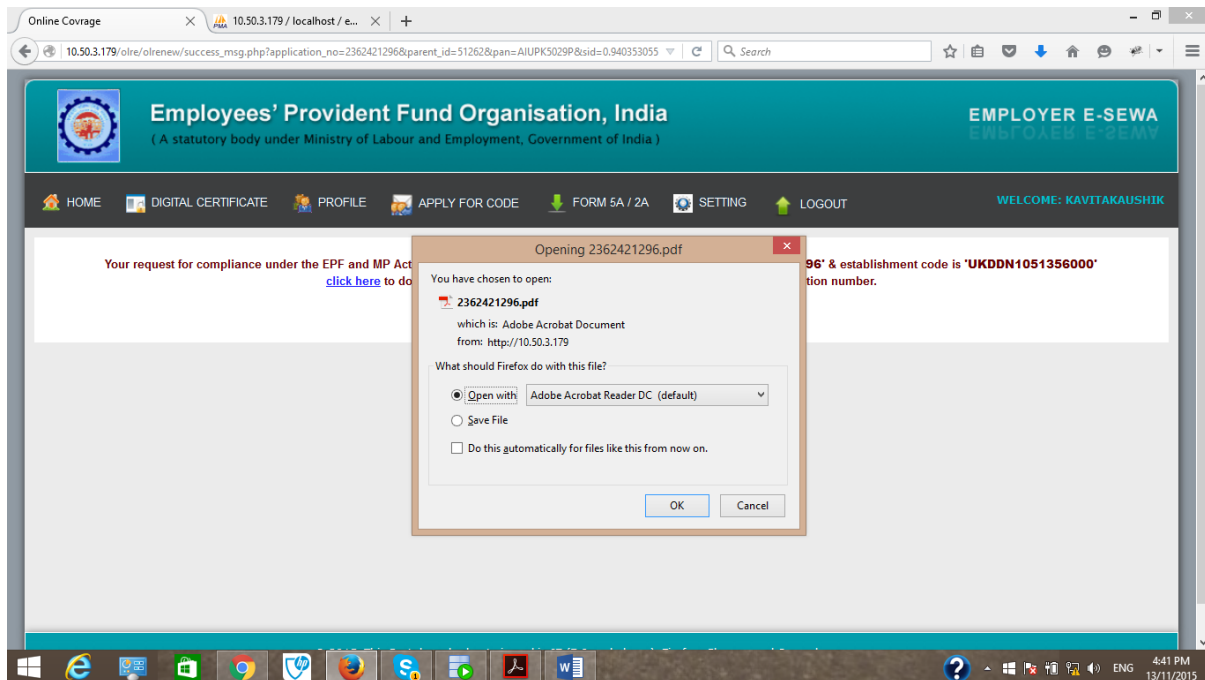 Online Covrage
10.50.3.179 / localhost / e...
10.50.3.179/olre/olrenew/success_msg.php?application_no=2362421296&parent_id=51262&pan=AIUPK5029P&sid=0.940353055
Search
Employees' Provident Fund Organisation, India
( A statutory body under Ministry of Labour and Employment, Government of India )
EMPLOYER E-SEWA
HOME DIGITAL CERTIFICATE PROFILE APPLY FOR CODE FORM 5A / 2A SETTING LOGOUT
WELCOME: KAVITAKAUSHIK
Your request for compliance under the EPF and MP Act
96' & establishment code is 'UKDDN1051356000'
click here to do
tion number.
Opening 2362421296.pdf
You have chosen to open:
2362421296.pdf
which is: Adobe Acrobat Document
from: http://10.50.3.179
What should Firefox do with this file?
Open with Adobe Acrobat Reader DC (default)
Save File
Do this automatically for files like this from now on.
OK Cancel
ENG 4:41 PM
13/11/2015